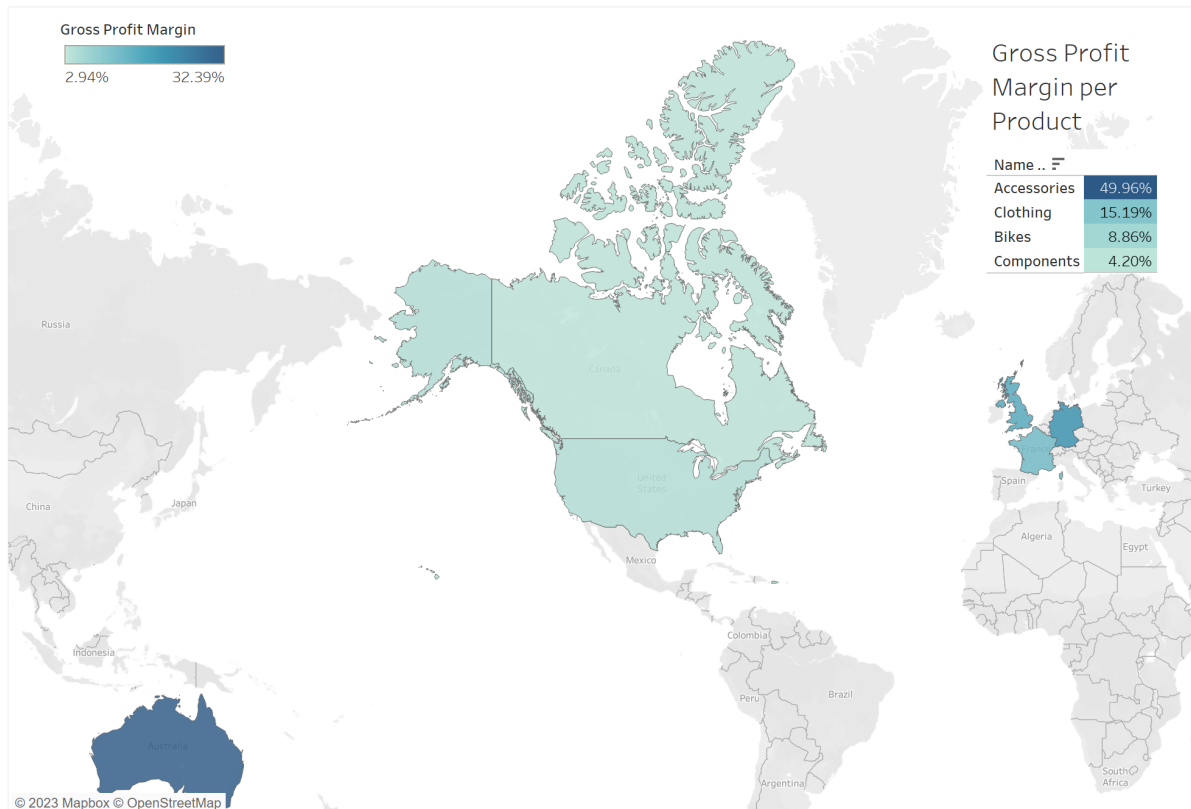 Gross Profit Margin
2.94% 32.39%
Gross Profit
Margin per
Product
Name ..
Accessories 49.96%
Clothing 15.19%
Bikes 8.86%
Components 4.20%
Russia
Canada
France
United
States
Spain
Turkey
China
Japan
Algeria
Egypt
Mexico
Colombia
Indonesia
Peru
Brazil
Australia
South
Africa
Argentina
© 2023 Mapbox © OpenStreetMap